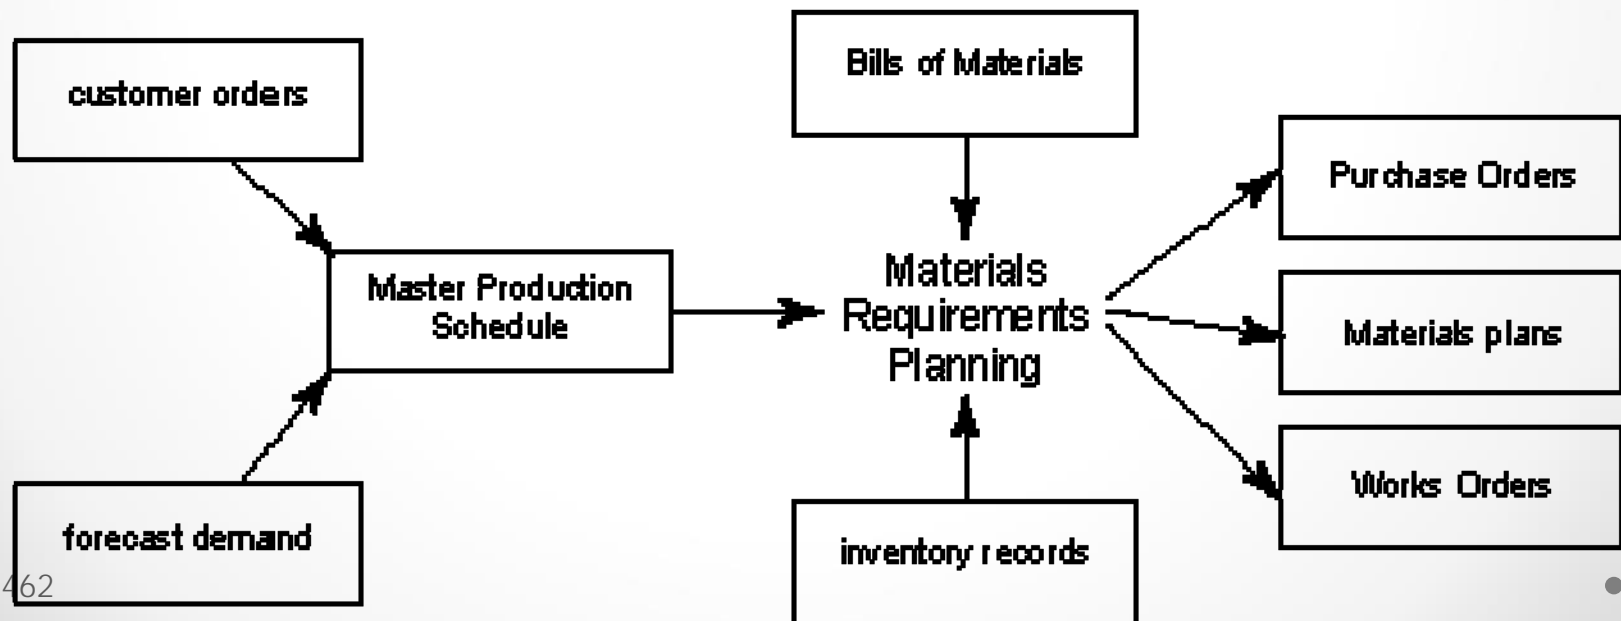 customer orders
Bills of Materials
Purchase Orders
Master Production
Schedule
Materials
Requirements
Planning
Materials plans
Works Orders
forecast demand
inventory records
462